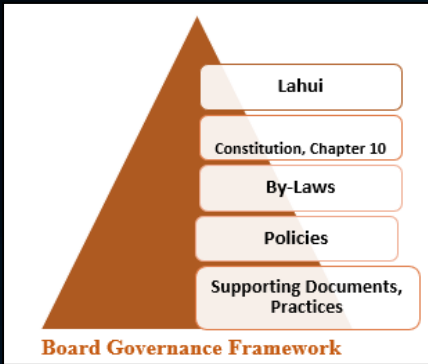 Lahui
Constitution, Chapter 10
By-Laws
Policies
Supporting Documents,
Practices
Board Governance Framework